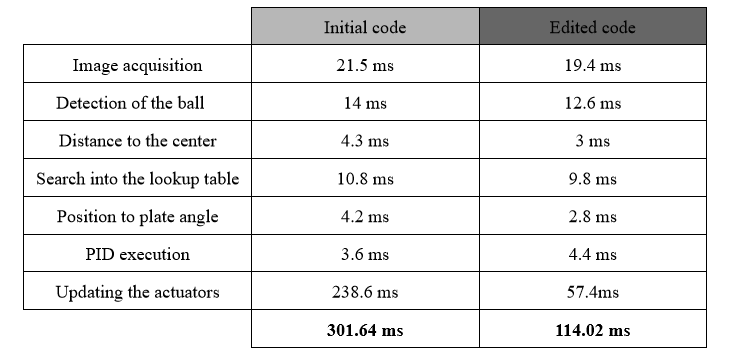 Initial code Edited code
Image acquisition 21.5 ms 19.4 ms
Detection of the ball 14 ms 12.6 ms
Distance to the center 4.3 ms 3 ms
Search into the lookup table 10.8 ms 9.8 ms
Position to plate angle 4.2 ms 2.8 ms
PID execution 3.6 ms 4.4 ms
Updating the actuators 238.6 ms 57.4ms
301.64 ms 114.02 ms